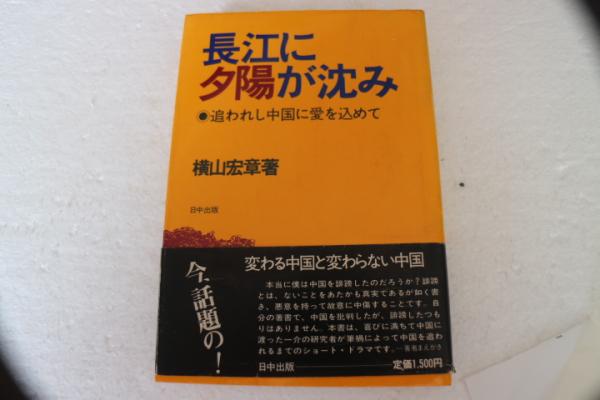 長江に
夕陽が沈み
●追われし中国に愛を込めて
横山宏章著
日中出版
今、話題の!
変わる中国と変わらない中国
本当に僕は中国を誹謗したのだろうか?誹謗
とは、ないことをあたかも真実であるが如く書
き、悪意を持って故意に中傷することです。自
分の著書で、中国を批判したが、誹謗したつも
りはありません。本書は、喜びに満ちて中国に
渡った一介の研究者が筆禍によって中国を追わ
れるまでのショート・ドラマです。—著者まえがき
日中出版
定価1,500円